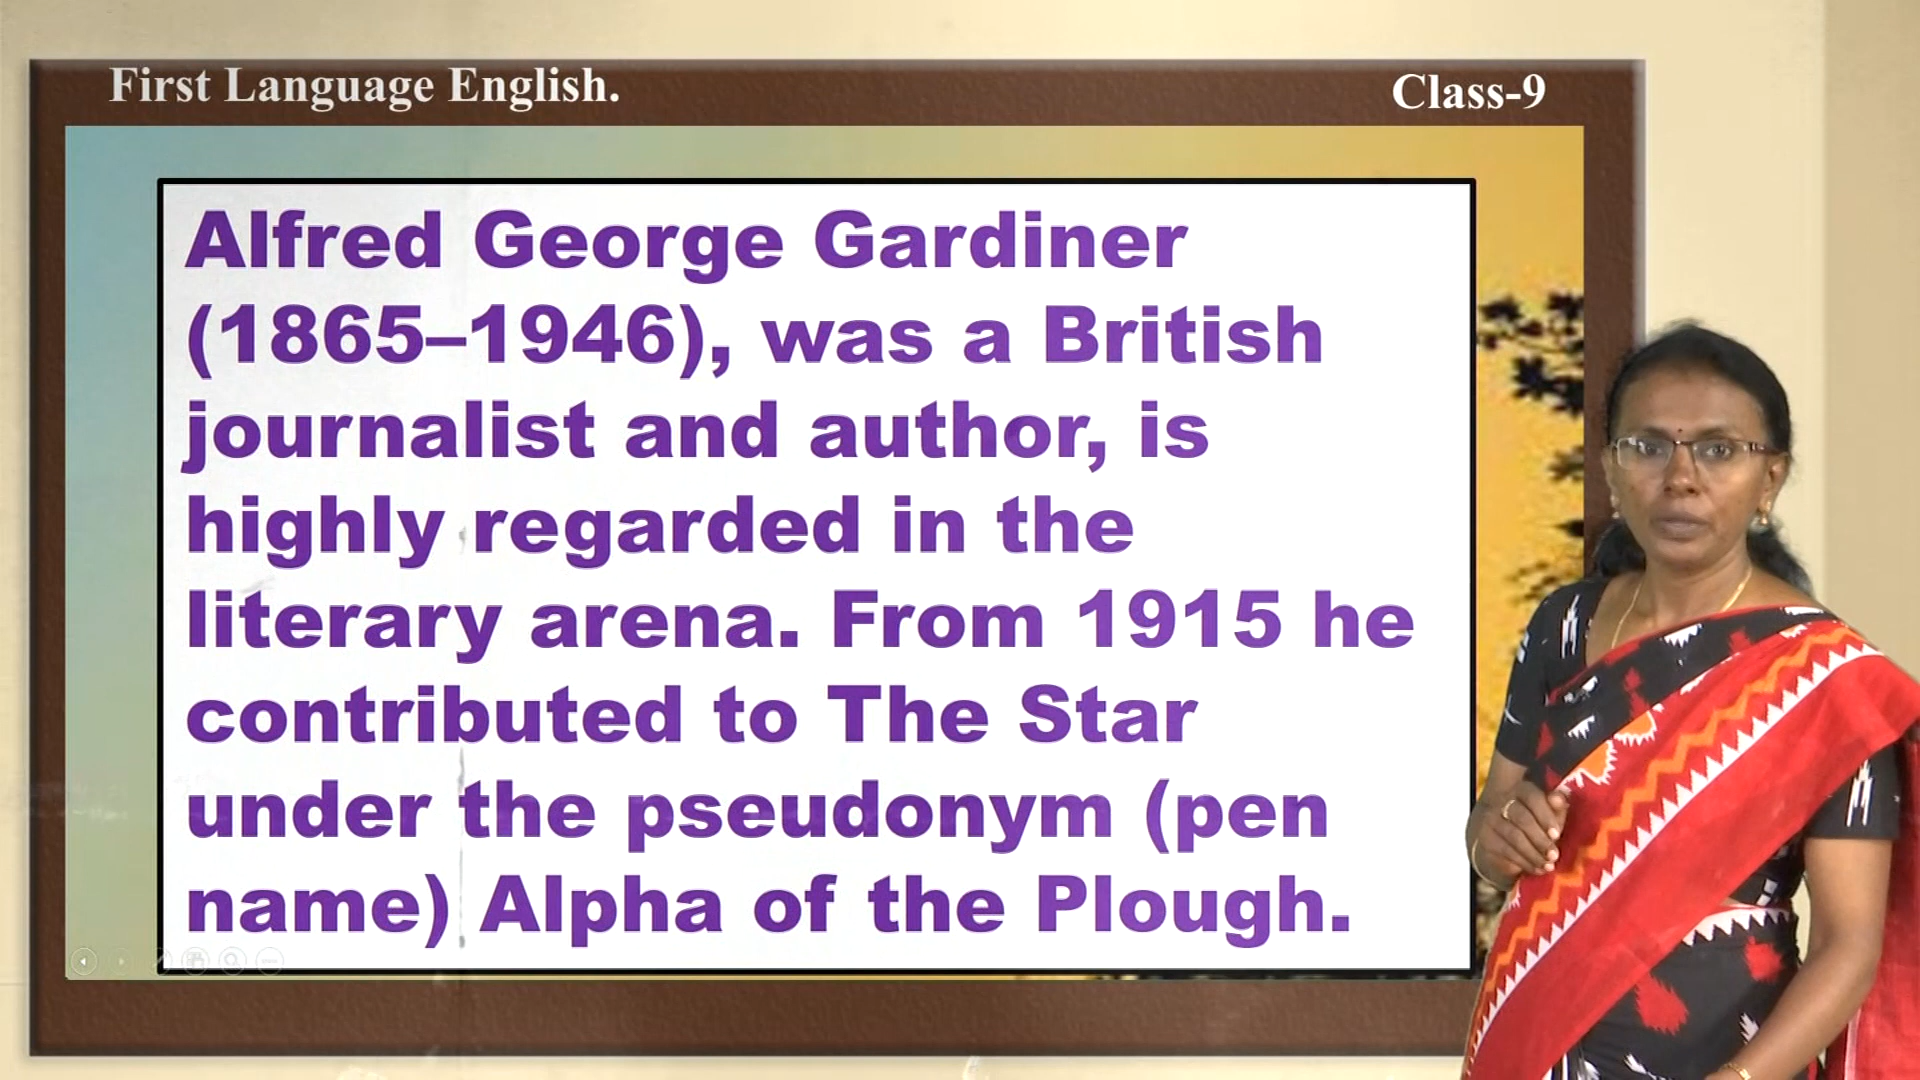 First Language English.
Class-9
Alfred George Gardiner
(1865–1946), was a British
journalist and author, is
highly regarded in the
literary arena. From 1915 he
contributed to The Star
under the pseudonym (pen
name) Alpha of the Plough.